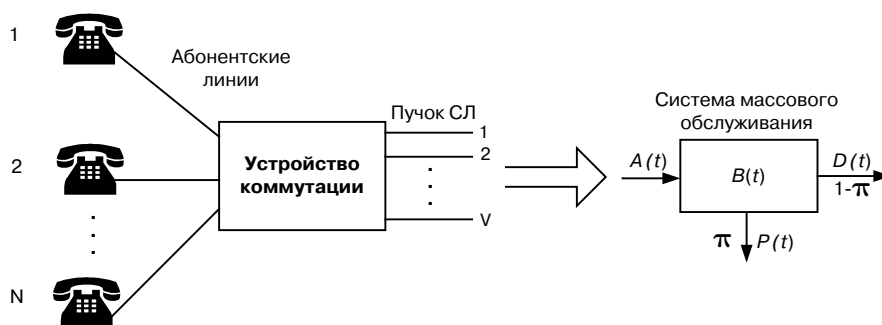 1
2
N
Абонентские
линии
Устройство
коммутации
Пучок СЛ
1
2
V
Система массового
обслуживания
A(t)
B(t)
D(t)
1-π
π
P(t)